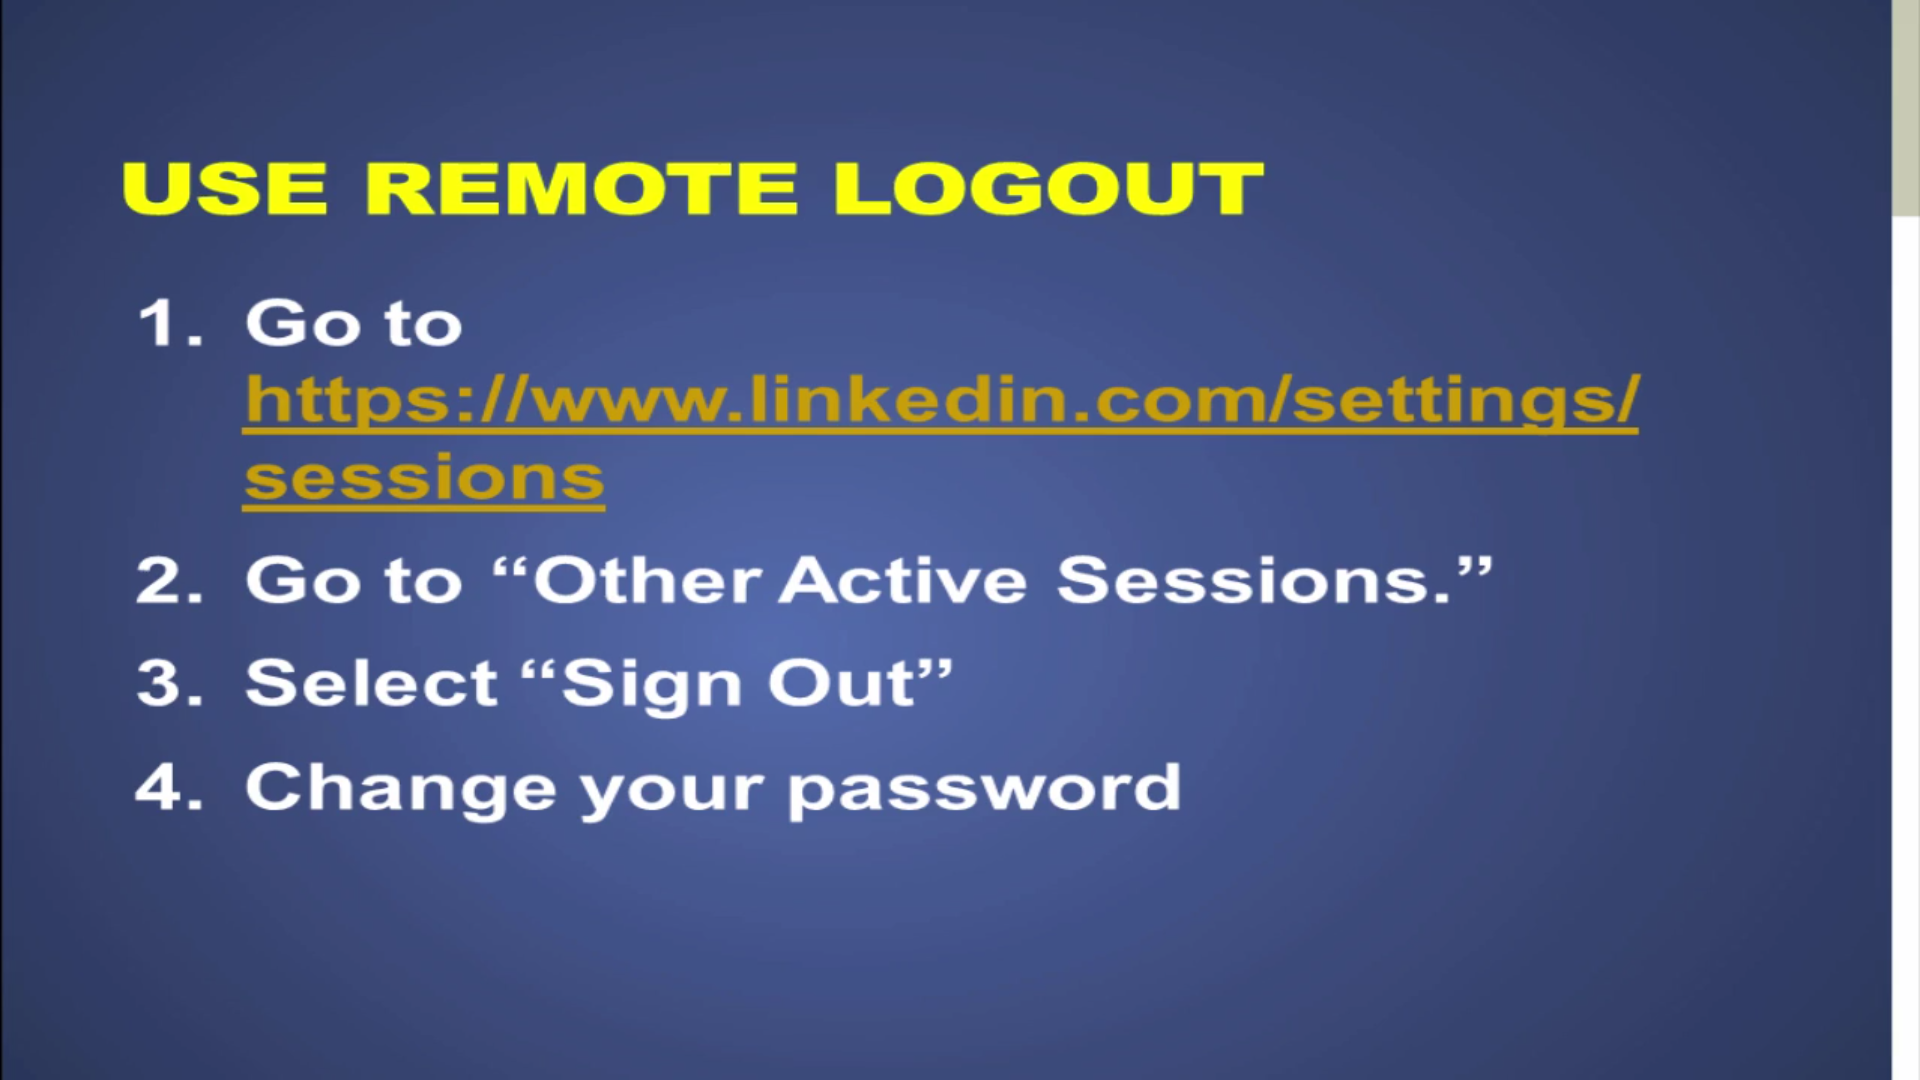 USE REMOTE LOGOUT
1. Go to
https://www.linkedin.com/settings/
sessions
2. Go to “Other Active Sessions.”
3. Select “Sign Out”
4. Change your password